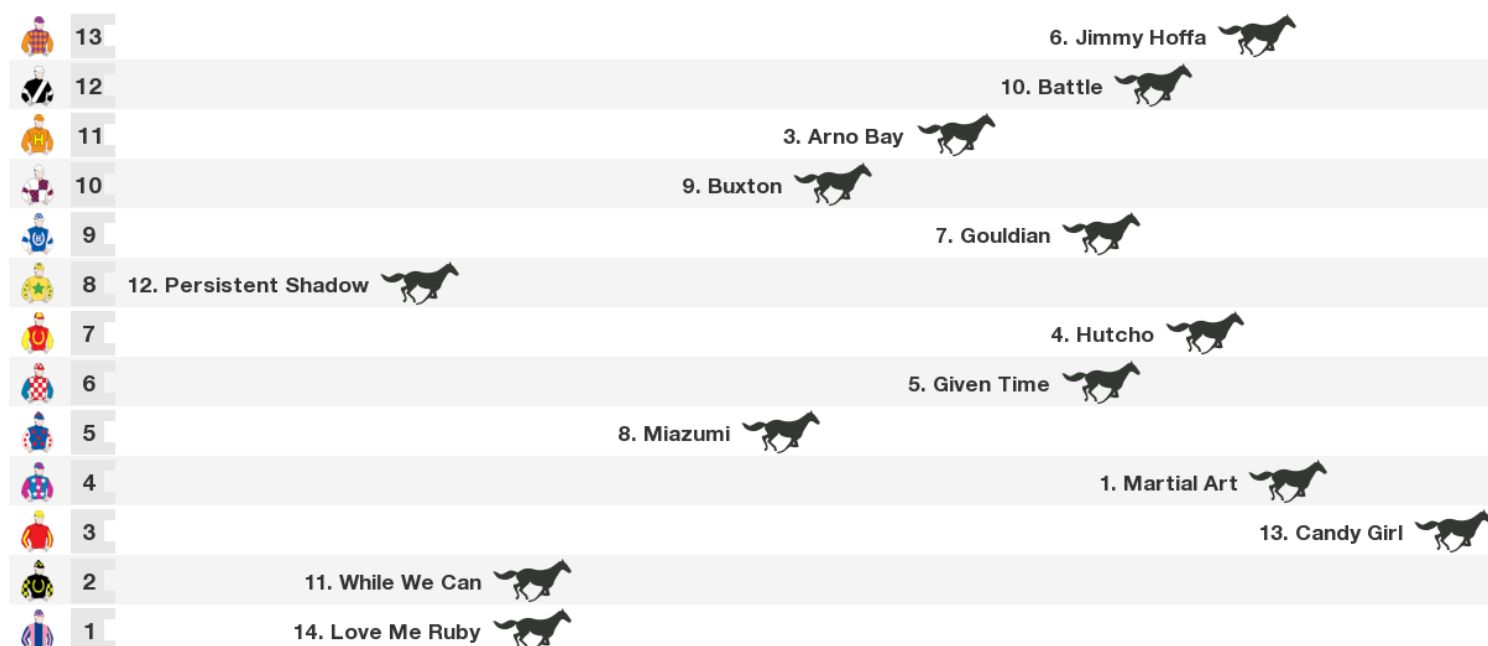 13 6. Jimmy Hoffa
12 10. Battle
11 H 3. Arno Bay
10 9. Buxton
9 7. Gouldian
8 12. Persistent Shadow
7 4. Hutcho
6 5. Given Time
5 8. Miazumi
4 1. Martial Art
3 13. Candy Girl
2 11. While We Can
1 14. Love Me Ruby